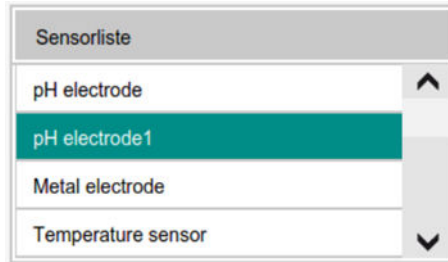 Sensorliste
pH electrode
pH electrode1
Metal electrode
Temperature sensor